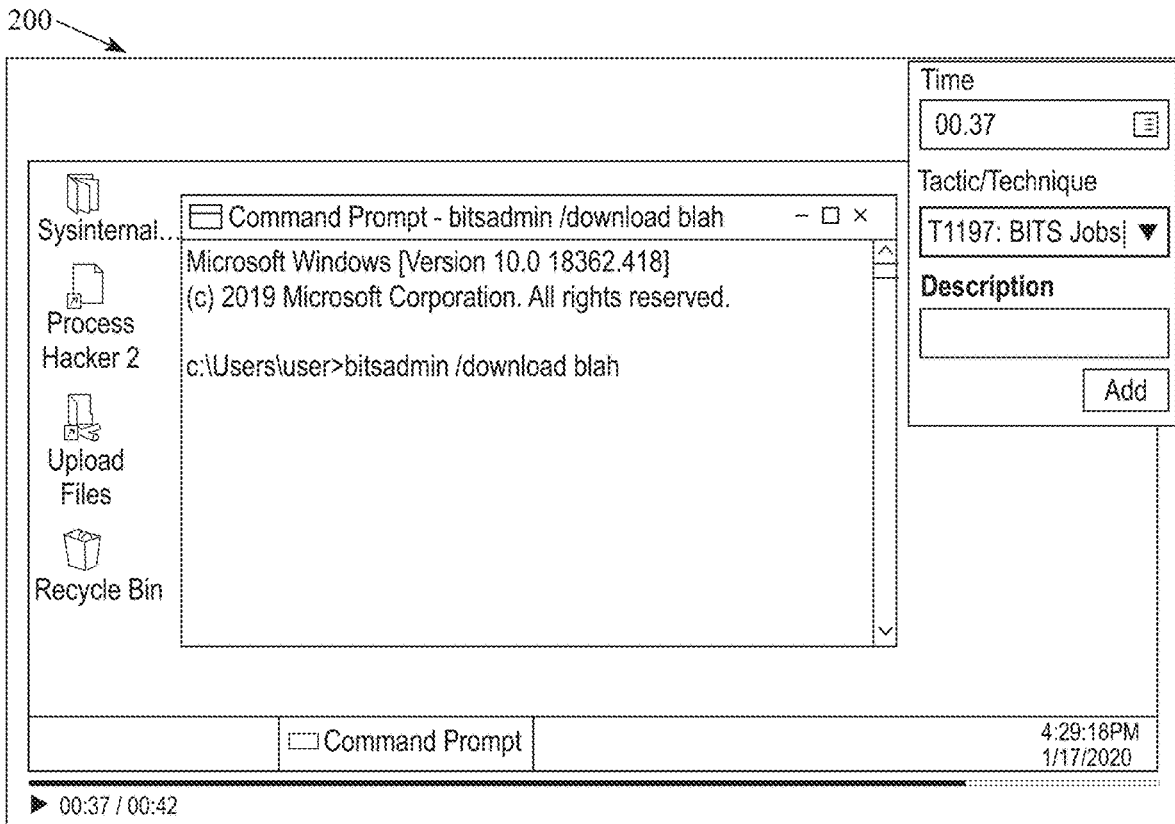 200
Time
00.37
Tactic/Technique
T1197: BITS Jobs
Description
Add
Sysinternal...
Process
Hacker 2
Upload
Files
Recycle Bin
Command Prompt - bitsadmin /download blah
Microsoft Windows [Version 10.0 18362.418]
(c) 2019 Microsoft Corporation. All rights reserved.
c:\Users\user>bitsadmin /download blah
Command Prompt
4:29:18PM
1/17/2020
00:37 / 00:42